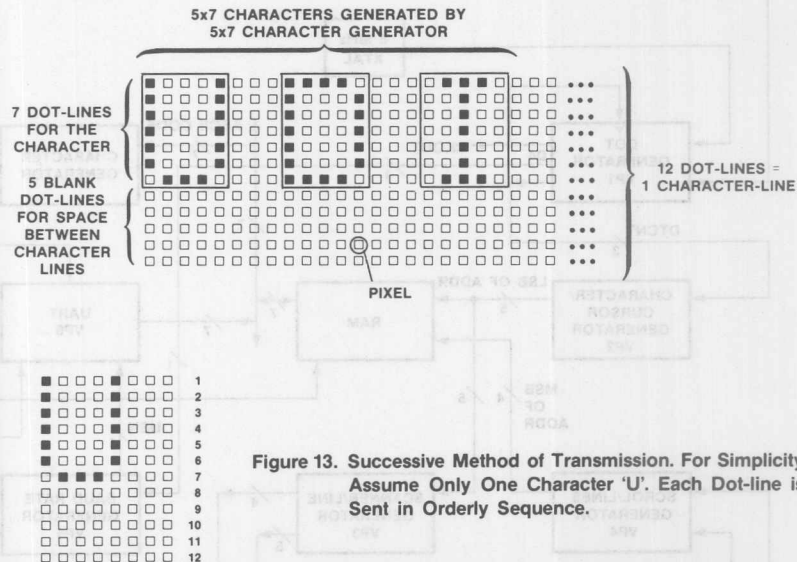 5x7 CHARACTERS GENERATED BY
5x7 CHARACTER GENERATOR
7 DOT-LINES
FOR THE
CHARACTER
5 BLANK
DOT-LINES
FOR SPACE
BETWEEN
CHARACTER
LINES
12 DOT-LINES =
1 CHARACTER-LINE
PIXEL
1
2
3
4
5
6
7
8
9
10
11
12
Figure 13. Successive Method of Transmission. For Simplicity
Assume Only One Character 'U'. Each Dot-line is
Sent in Orderly Sequence.